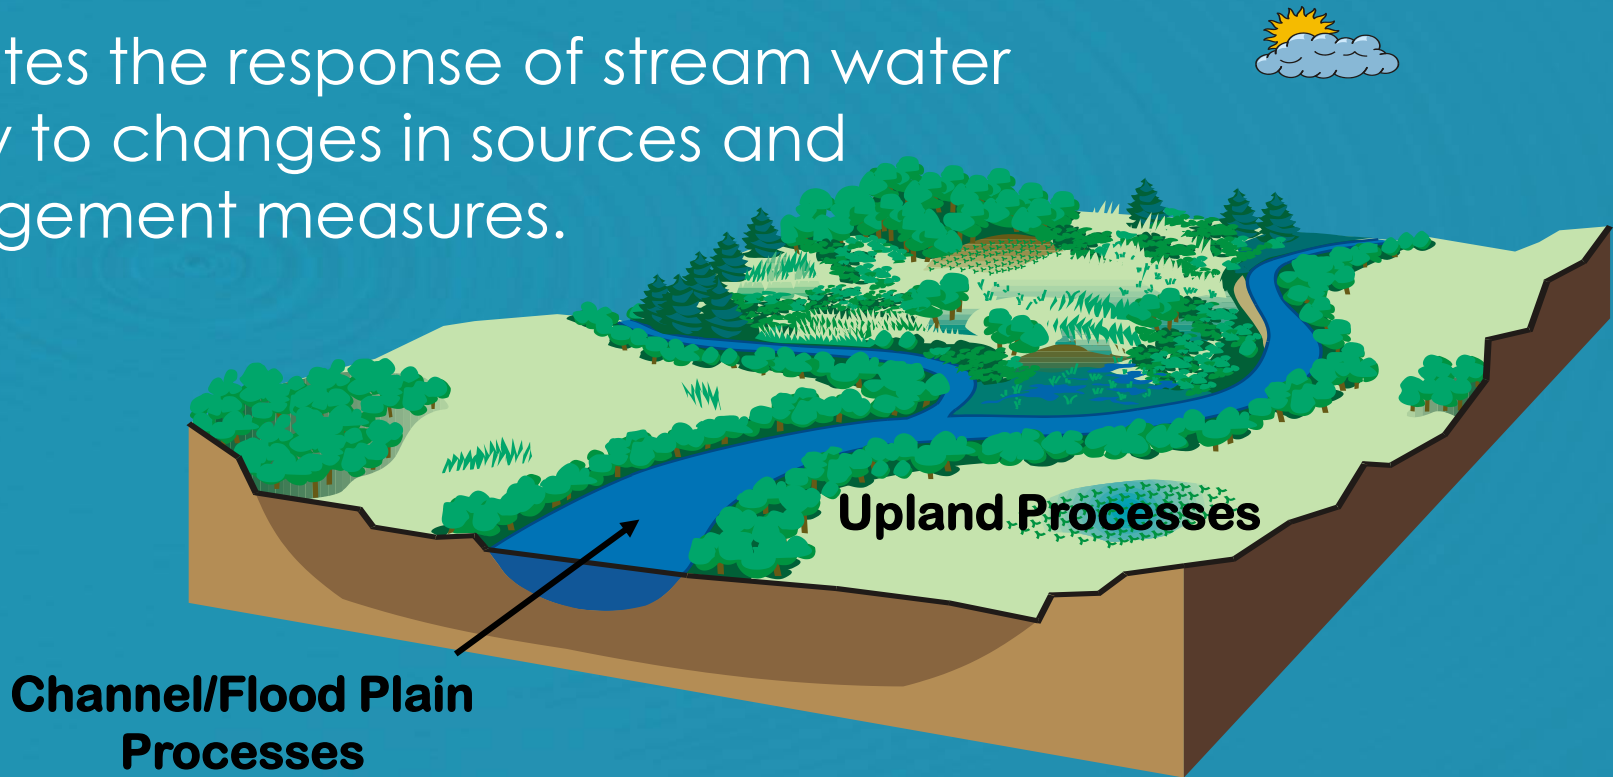 tes the response of stream water
y to changes in sources and
gement measures.
Upland Processes
Channel/Flood Plain
Processes